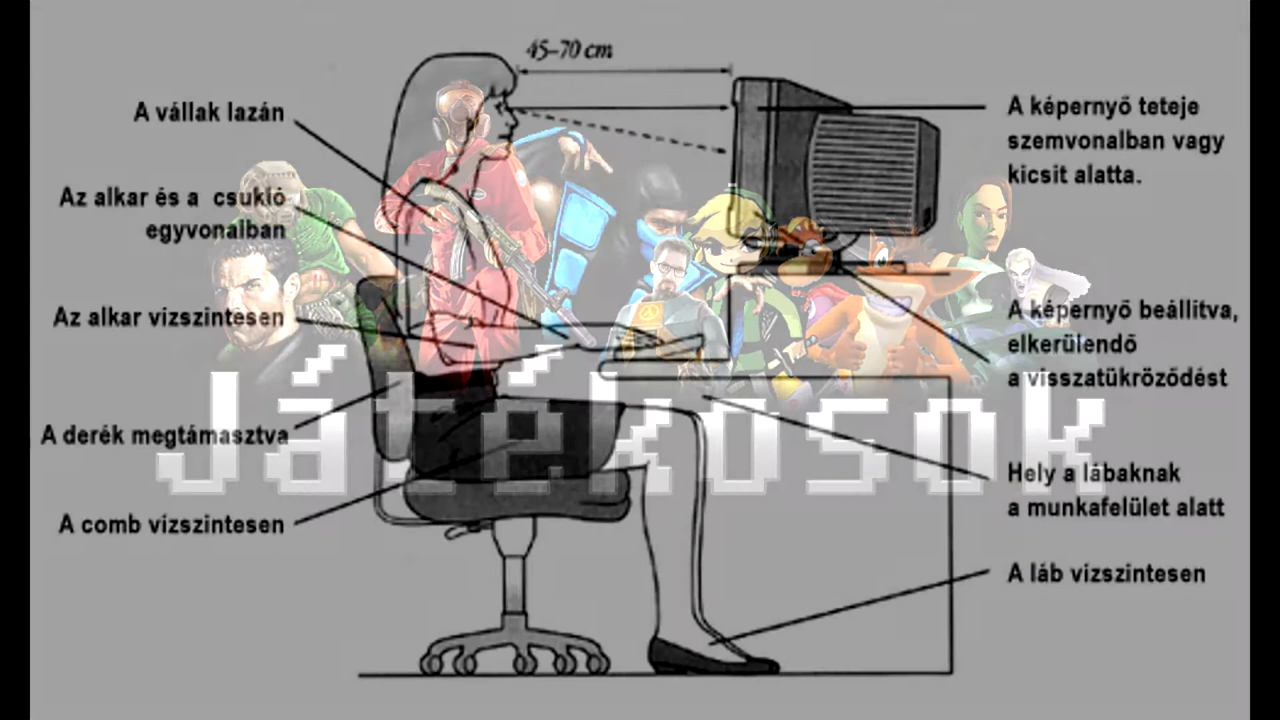 45–70 cm
A vállak lazán
Az alkar és a csukló
egyvonalban
Az alkar vízszintesen
A derék megtámasztva
A comb vízszintesen
A képernyő teteje
szemvonalban vagy
kicsit alatta.
A képernyő beállítva,
elkerülendő
a visszatükröződést
Hely a lábaknak
a munkafelület alatt
A láb vízszintesen
Játékosok